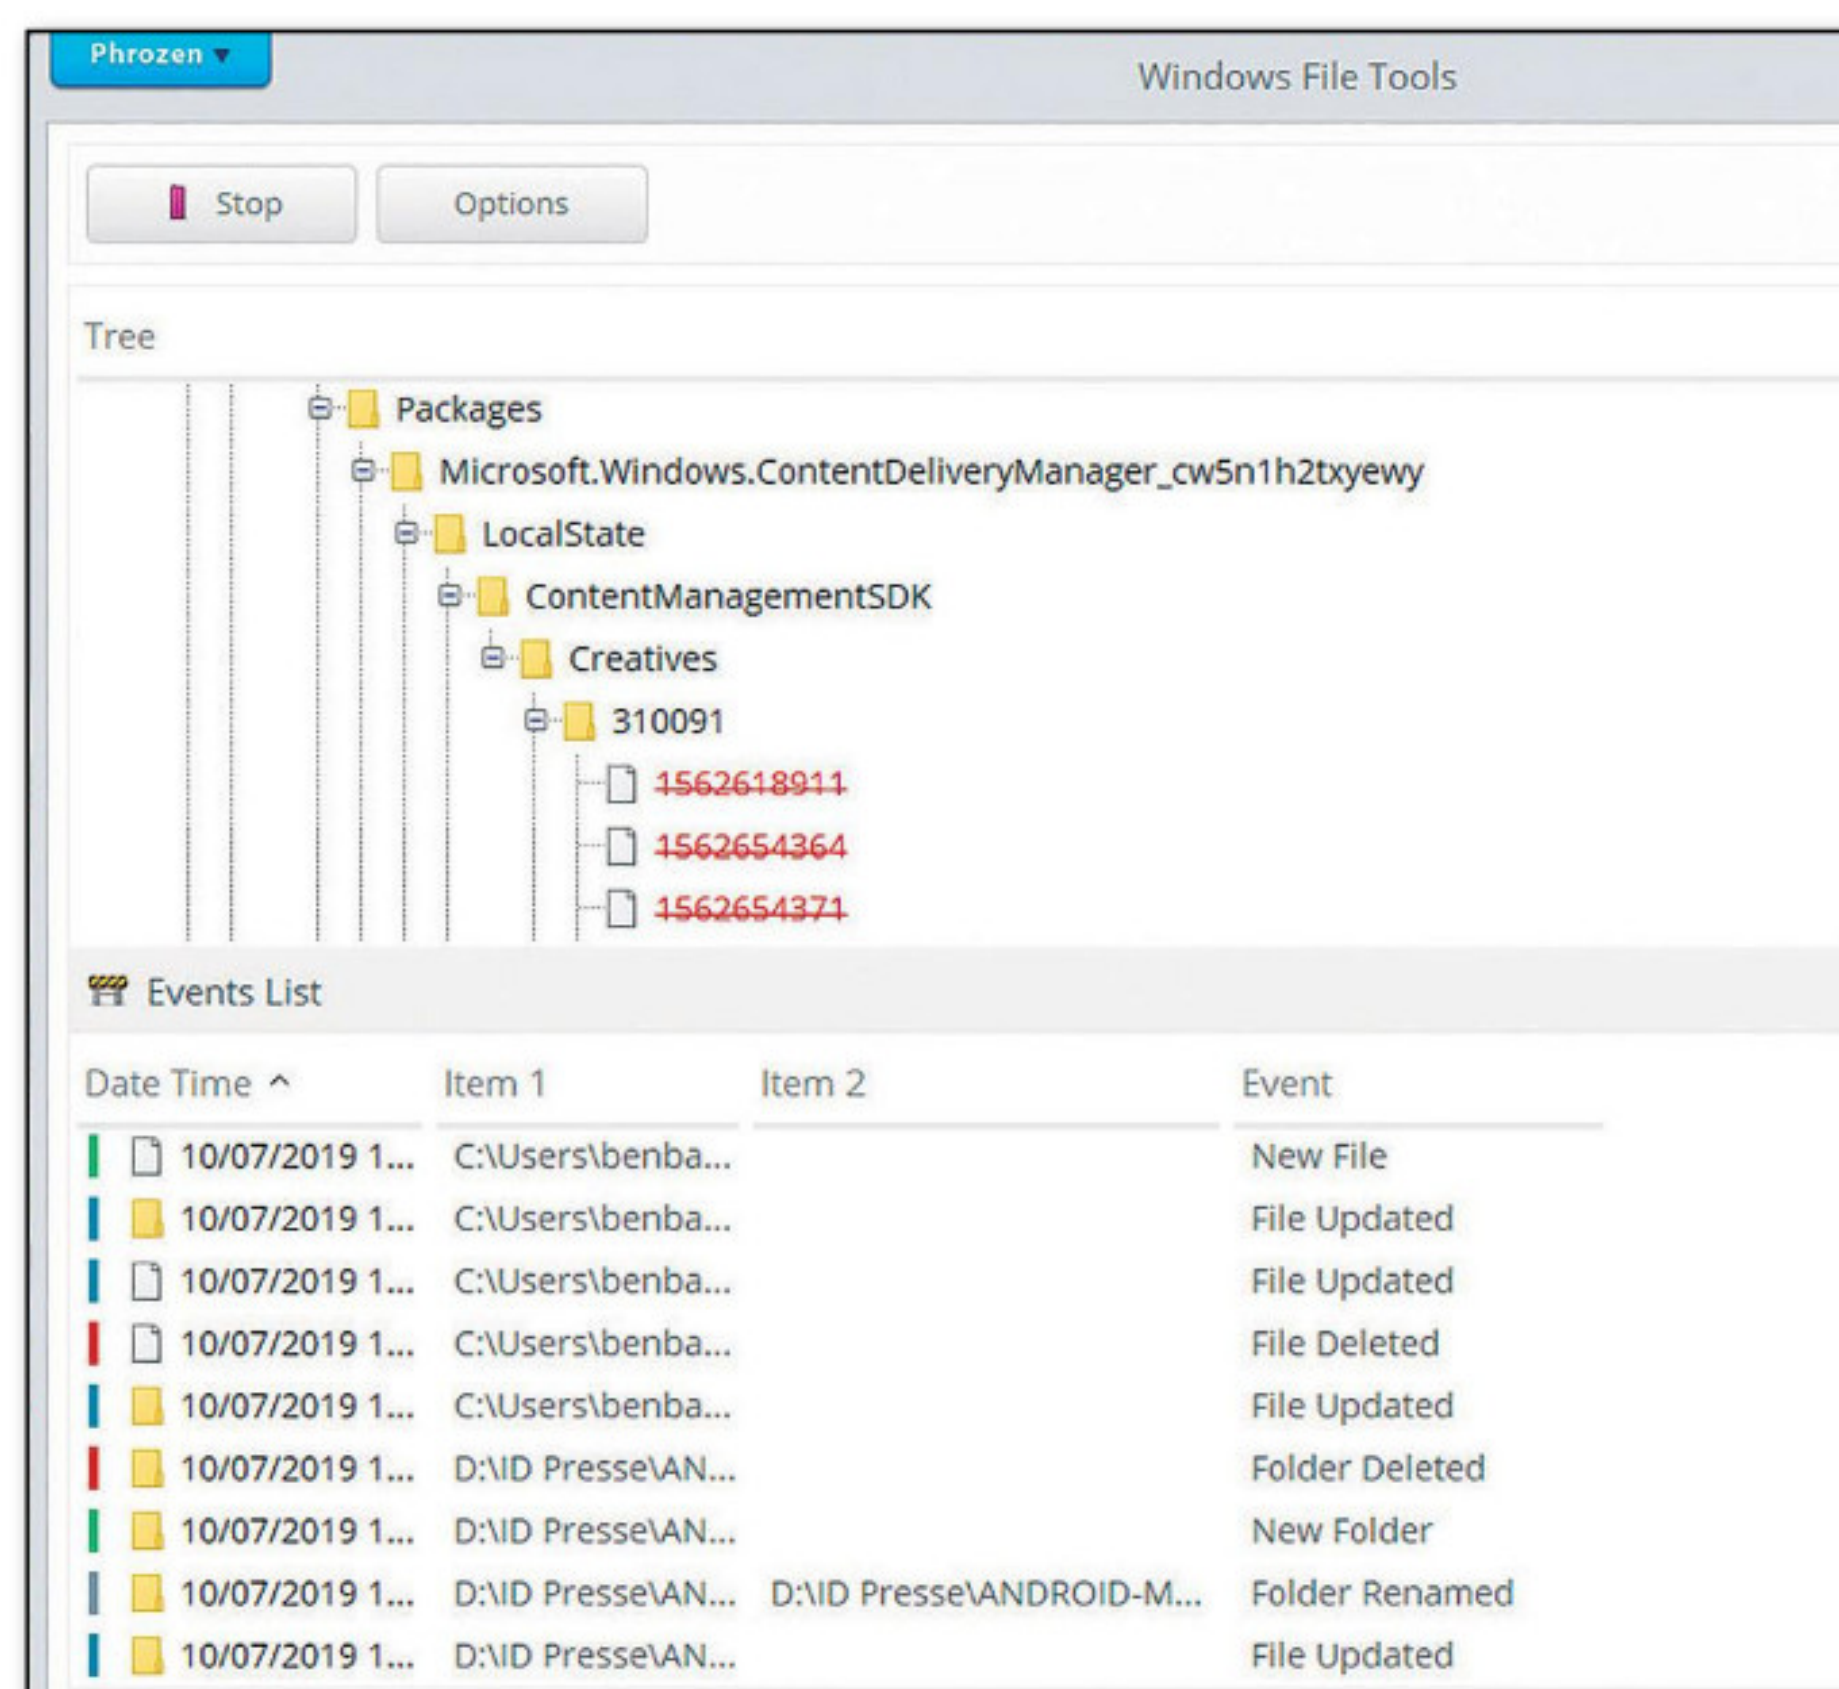 Phrozen ▼
Windows File Tools
Stop
Options
Tree
Packages
Microsoft.Windows.ContentDeliveryManager_cw5n1h2txyewy
LocalState
ContentManagementSDK
Creatives
310091
1562618911
1562654364
1562654371
Events List
Date Time ^ Item 1 Item 2 Event
10/07/2019 1... C:\Users\benba... New File
10/07/2019 1... C:\Users\benba... File Updated
10/07/2019 1... C:\Users\benba... File Updated
10/07/2019 1... C:\Users\benba... File Deleted
10/07/2019 1... C:\Users\benba... File Updated
10/07/2019 1... D:\ID Presse\AN... Folder Deleted
10/07/2019 1... D:\ID Presse\AN... New Folder
10/07/2019 1... D:\ID Presse\AN... D:\ID Presse\ANDROID-M... Folder Renamed
10/07/2019 1... D:\ID Presse\AN... File Updated